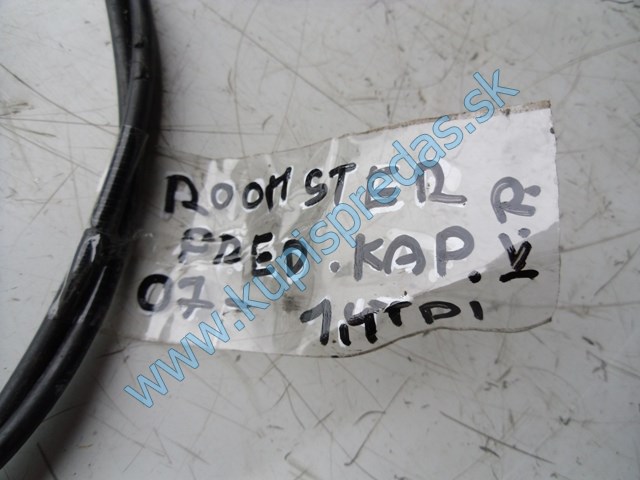 ROOMSTER
PRED.KAP.
07-
1,4TDi
V.R.
www.kupispredas.sk